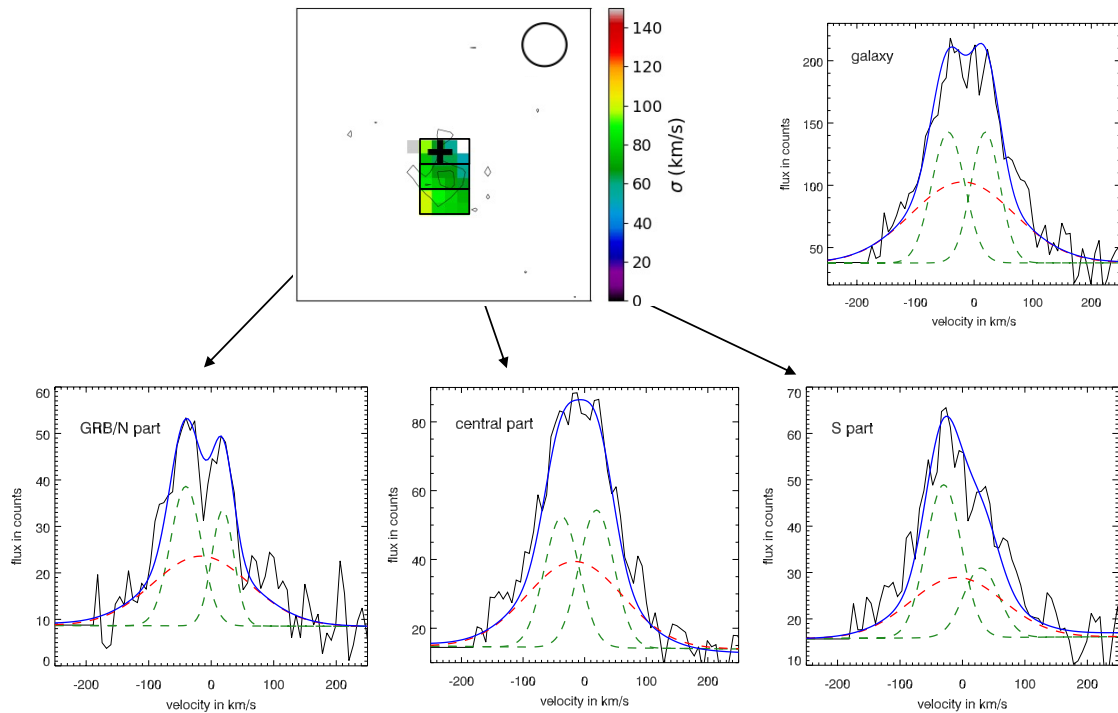 140
120
100
80
60
40
20
0
σ (km/s)
galaxy
200
150
100
50
flux in counts
-200 -100 0 100 200
velocity in km/s
GRB/N part
60
50
40
30
20
10
0
flux in counts
-200 -100 0 100 200
velocity in km/s
central part
80
60
40
20
flux in counts
-200 -100 0 100 200
velocity in km/s
S part
70
60
50
40
30
20
10
flux in counts
-200 -100 0 100 200
velocity in km/s